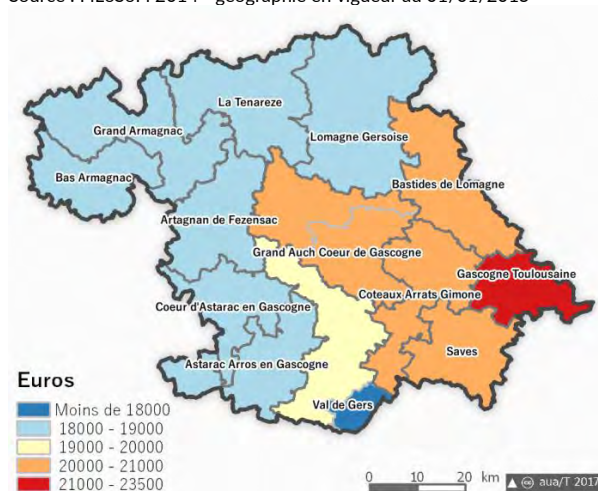 La Tenareze
Grand Armagnac
Lomagne Gersoise
Bas Armagnac
Bastides de Lomagne
Artagnan de Fezensac
Grand Auch Coeur de Gascogne
Gascogne Toulousaine
Coteaux Arrats Gimone
Coeur d'Astarac en Gascogne
Saves
Astarac Arros en Gascogne
Val de Gers
Euros
Moins de 18000
18000 - 19000
19000 - 20000
20000 - 21000
21000 - 23500
0 10 20 km
aua/T 2017